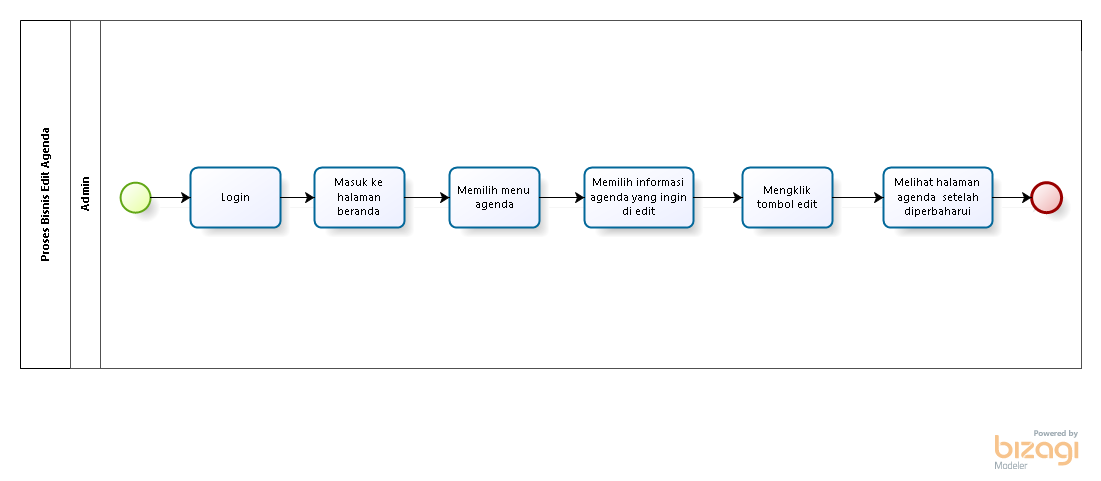 Proses Bisnis Edit Agenda
Admin
Login
Masuk ke
halaman
beranda
Memilih menu
agenda
Memilih informasi
agenda yang ingin
di edit
Mengklik
tombol edit
Melihat halaman
agenda setelah
diperbaharui
Powered by
bizagi
Modeler